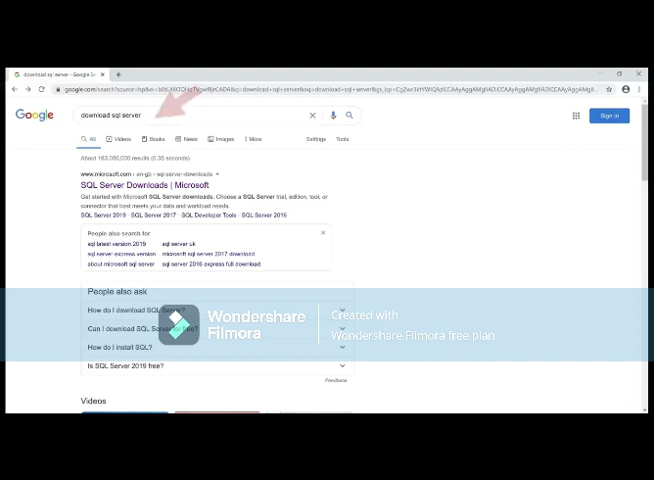 download sql server - Google Se
Google
download sql server
Sign in
All
Videos
Books
News
Images
More
Settings
Tools
About 163,000,000 results (0.35 seconds)
www.microsoft.com › en-gb › sql-server-downloads
SQL Server Downloads | Microsoft
Get started with Microsoft SQL Server downloads. Choose a SQL Server trial, edition, tool, or
connector that best meets your data and workload needs.
SQL Server 2019 · SQL Server 2017 · SQL Developer Tools · SQL Server 2016
People also search for
sql latest version 2019 sql server uk
sql server express version microsoft sql server 2017 download
about microsoft sql server sql server 2016 express full download
People also ask
How do I download SQL Server?
Can I download SQL Server for free?
How do I install SQL?
Is SQL Server 2019 free?
Feedback
Videos
Wondershare
Filmora
Created with
Wondershare Filmora free plan